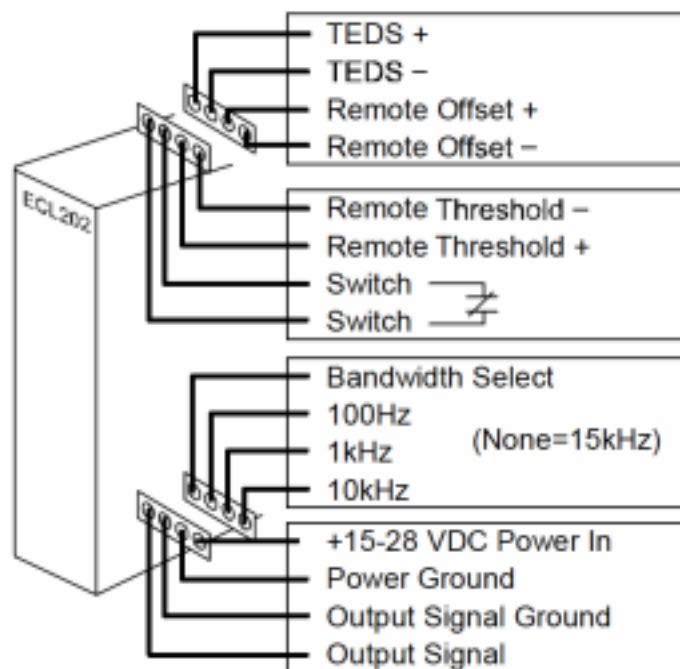 TEDS +
TEDS –
Remote Offset +
Remote Offset –
ECL202
Remote Threshold –
Remote Threshold +
Switch
Switch
Bandwidth Select
100Hz
1kHz
(None=15kHz)
10kHz
+15-28 VDC Power In
Power Ground
Output Signal Ground
Output Signal